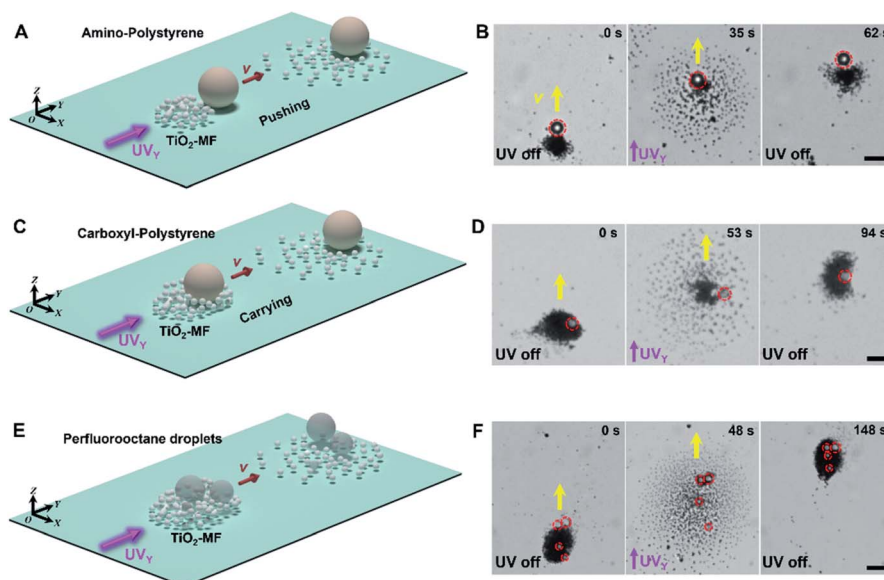 A
Amino-Polystyrene
v
Pushing
Z
Y
O
X
UVY
TiO2-MF
B
0 s
v
UV off
35 s
UVY
62 s
UV off
C
Carboxyl-Polystyrene
v
Carrying
Z
Y
O
X
UVY
TiO2-MF
D
0 s
UV off
53 s
UVY
94 s
UV off
E
Perfluorooctane droplets
v
Z
Y
O
X
UVY
TiO2-MF
F
0 s
UV off
48 s
UVY
148 s
UV off